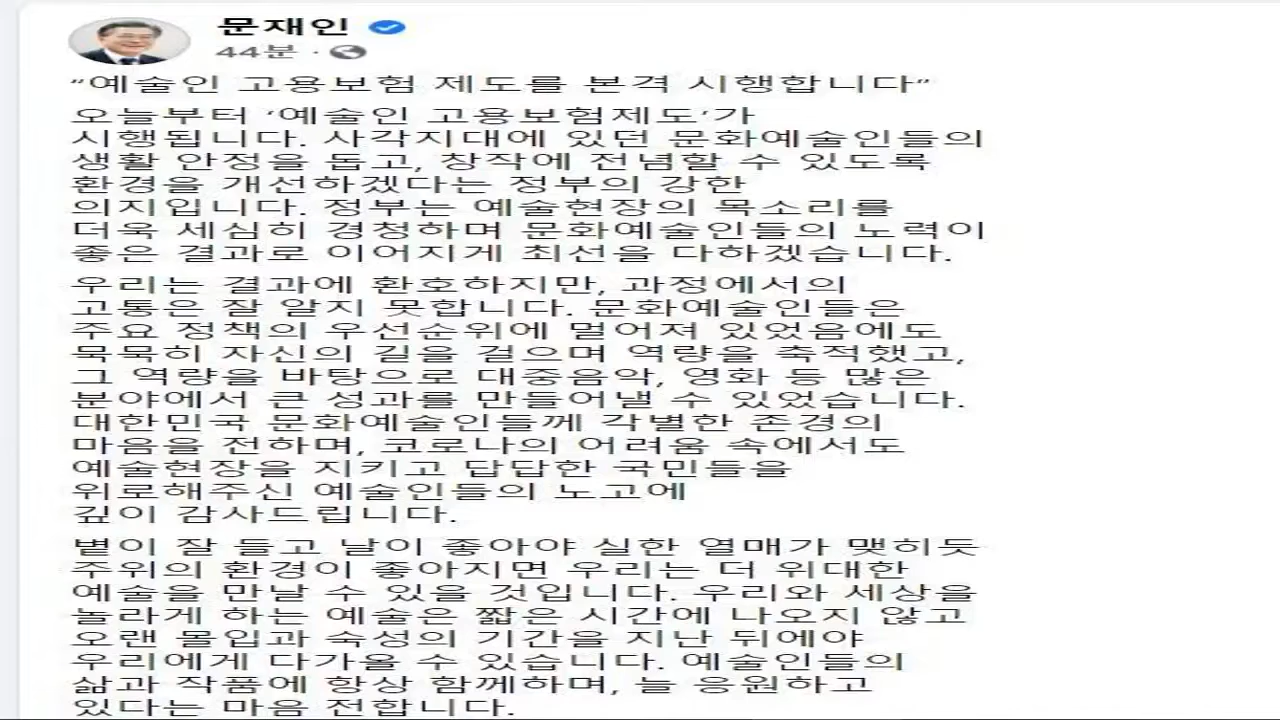 문재인
44분 ·
“예술인 고용보험 제도를 본격 시행합니다”
오늘부터 ‘예술인 고용보험제도’가
시행됩니다. 사각지대에 있던 문화예술인들의
생활 안정을 돕고, 창작에 전념할 수 있도록
환경을 개선하겠다는 정부의 강한
의지입니다. 정부는 예술현장의 목소리를
더욱 세심히 경청하며 문화예술인들의 노력이
좋은 결과로 이어지게 최선을 다하겠습니다.
우리는 결과에 환호하지만, 과정에서의
고통은 잘 알지 못합니다. 문화예술인들은
주요 정책의 우선순위에 멀어져 있었음에도
묵묵히 자신의 길을 걸으며 역량을 축적했고,
그 역량을 바탕으로 대중음악, 영화 등 많은
분야에서 큰 성과를 만들어낼 수 있었습니다.
대한민국 문화예술인들께 각별한 존경의
마음을 전하며, 코로나의 어려움 속에서도
예술현장을 지키고 답답한 국민들을
위로해주신 예술인들의 노고에
깊이 감사드립니다.
볕이 잘 들고 날이 좋아야 실한 열매가 맺히듯
주위의 환경이 좋아지면 우리는 더 위대한
예술을 만날 수 있을 것입니다. 우리와 세상을
놀라게 하는 예술은 짧은 시간에 나오지 않고
오랜 몰입과 숙성의 기간을 지난 뒤에야
우리에게 다가올 수 있습니다. 예술인들의
삶과 작품에 항상 함께하며, 늘 응원하고
있다는 마음 전합니다.